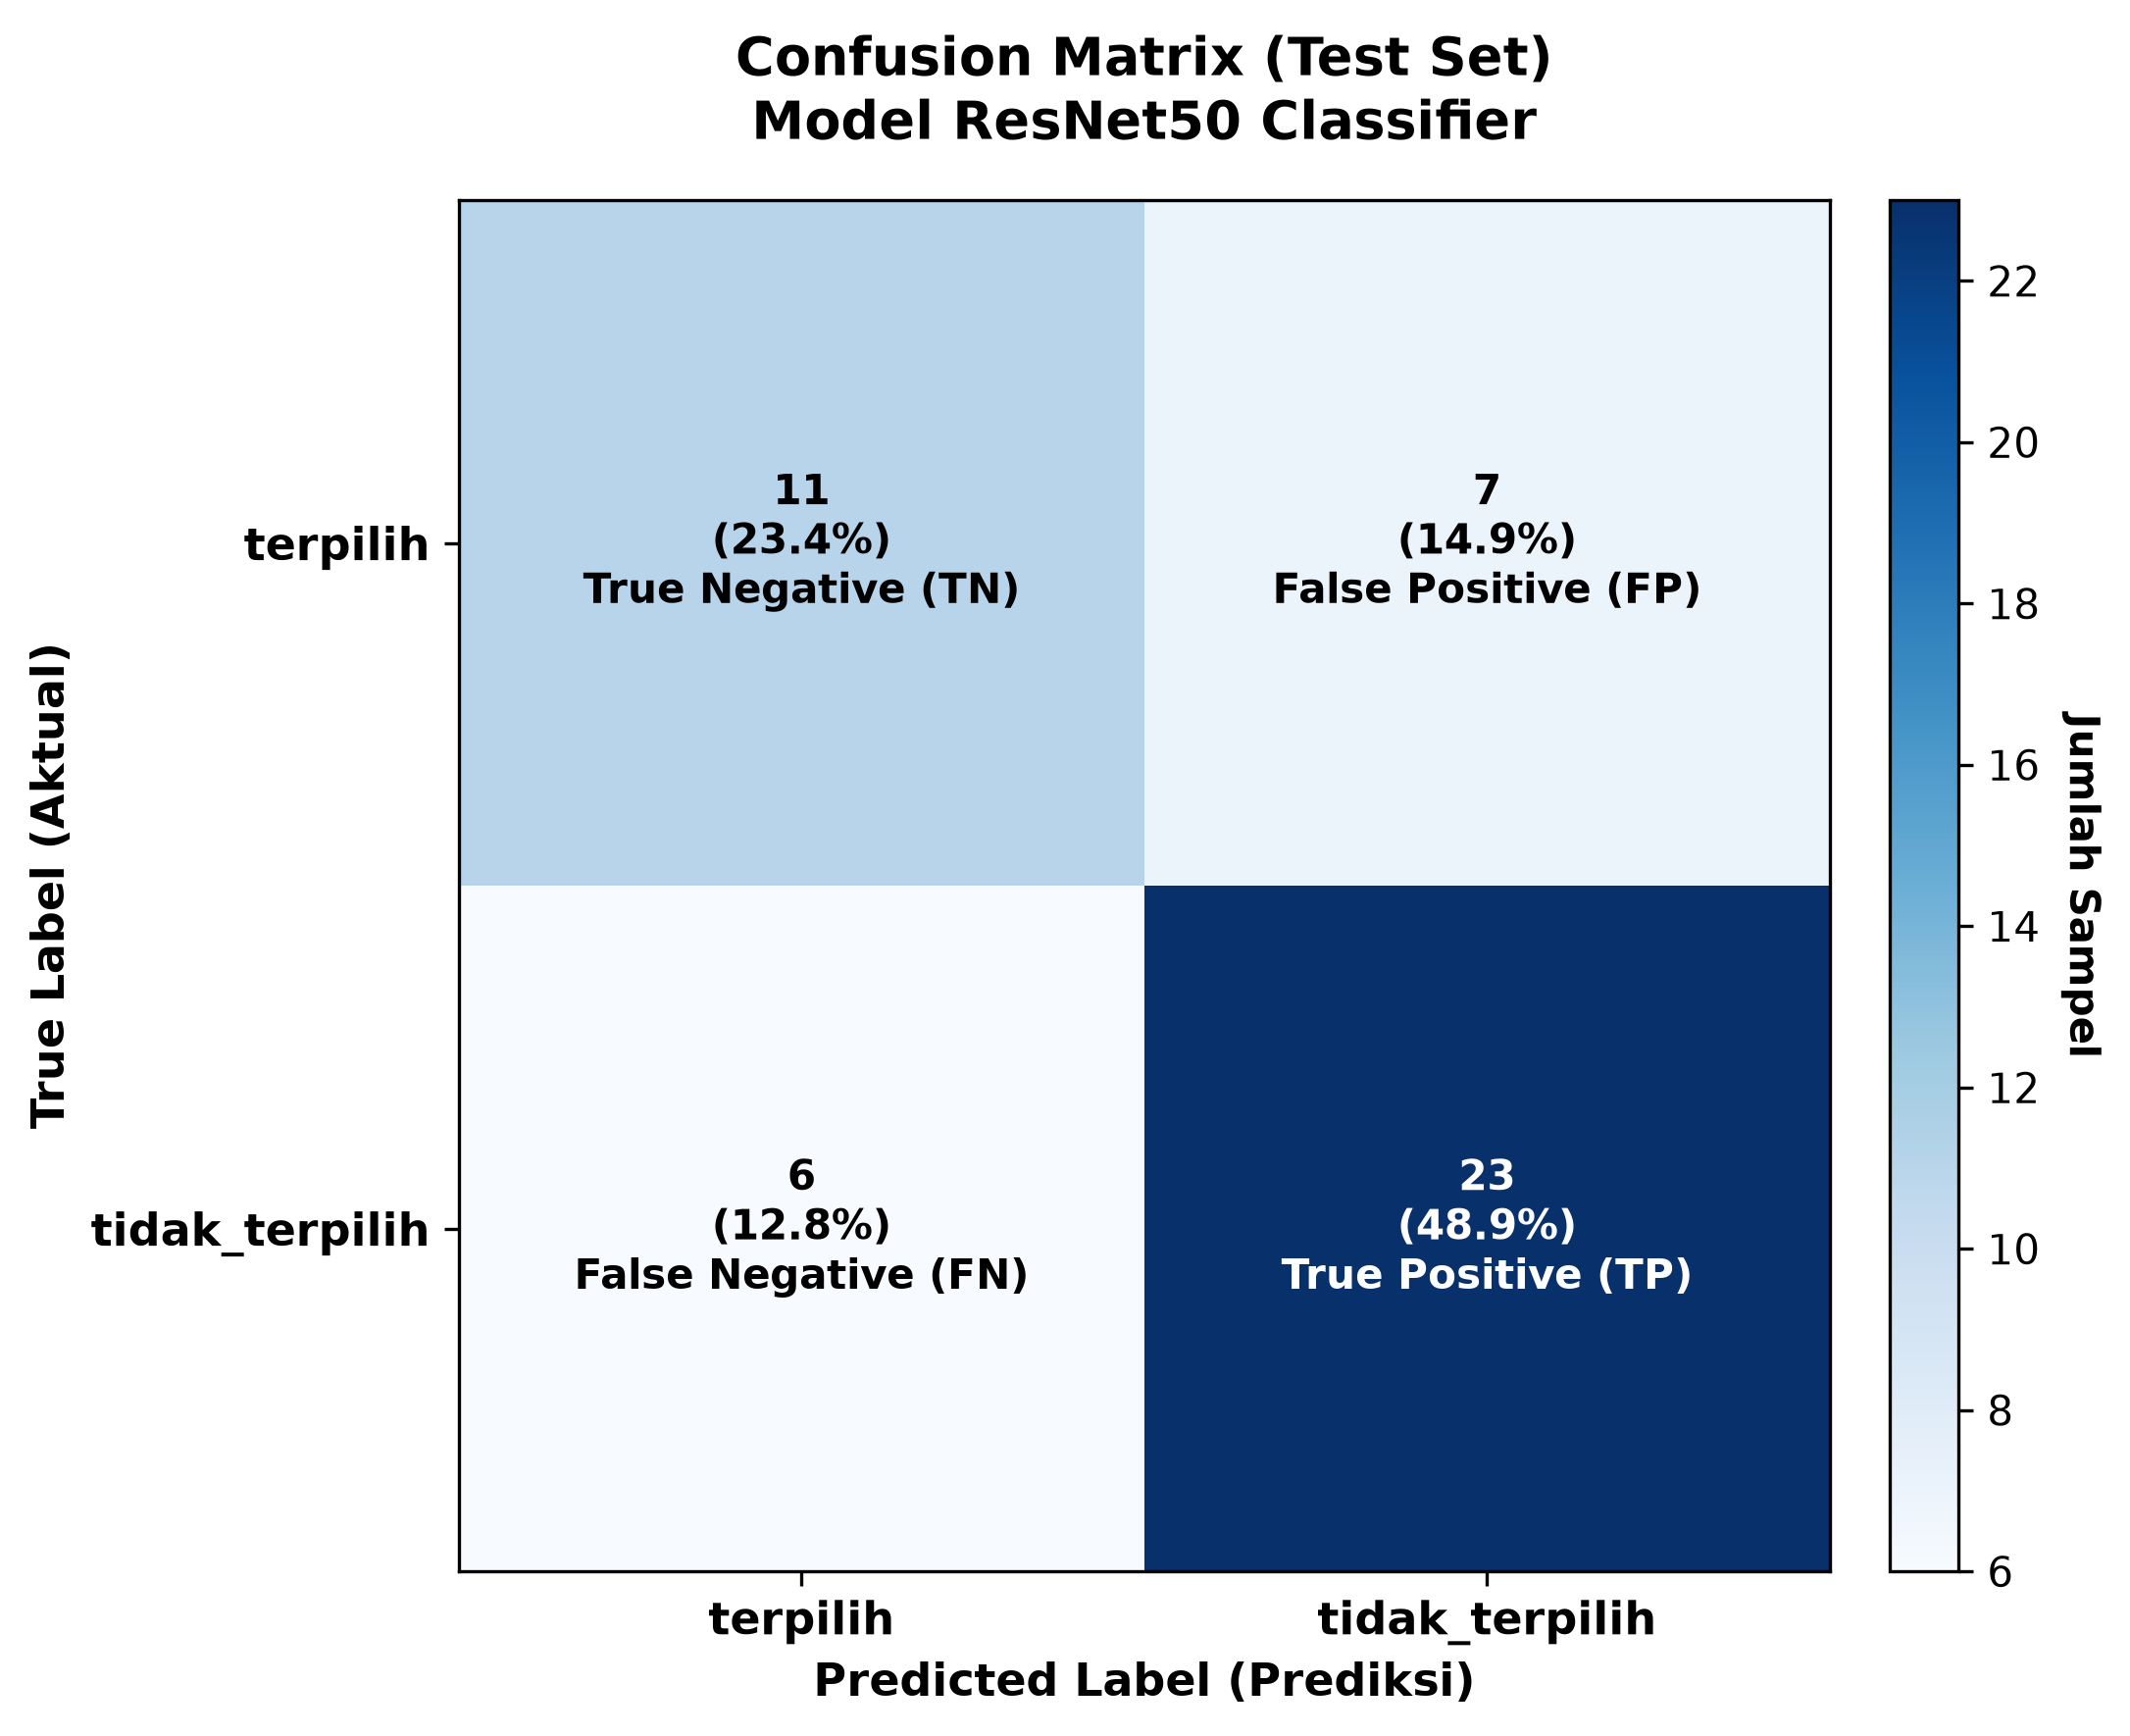 Confusion Matrix (Test Set)
Model ResNet50 Classifier
True Label (Aktual)
terpilih
tidak_terpilih
11
(23.4%)
True Negative (TN)
7
(14.9%)
False Positive (FP)
6
(12.8%)
False Negative (FN)
23
(48.9%)
True Positive (TP)
terpilih
tidak_terpilih
Predicted Label (Prediksi)
22
20
18
16
14
12
10
8
6
Jumlah Sampel